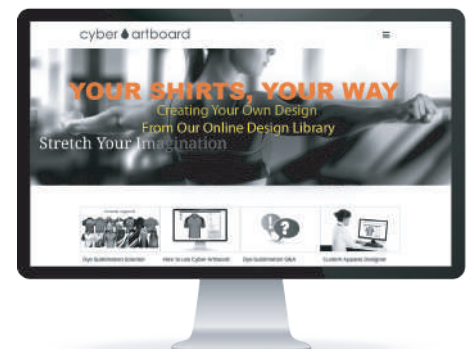 cyber artboard
YOUR SHIRTS, YOUR WAY
Creating Your Own Design
From Our Online Design Library
Stretch Your Imagination
Dye Sublimation Explorer
How to use Cyber Artboard
Dye Sublimation Q&A
Custom Apparel Designer